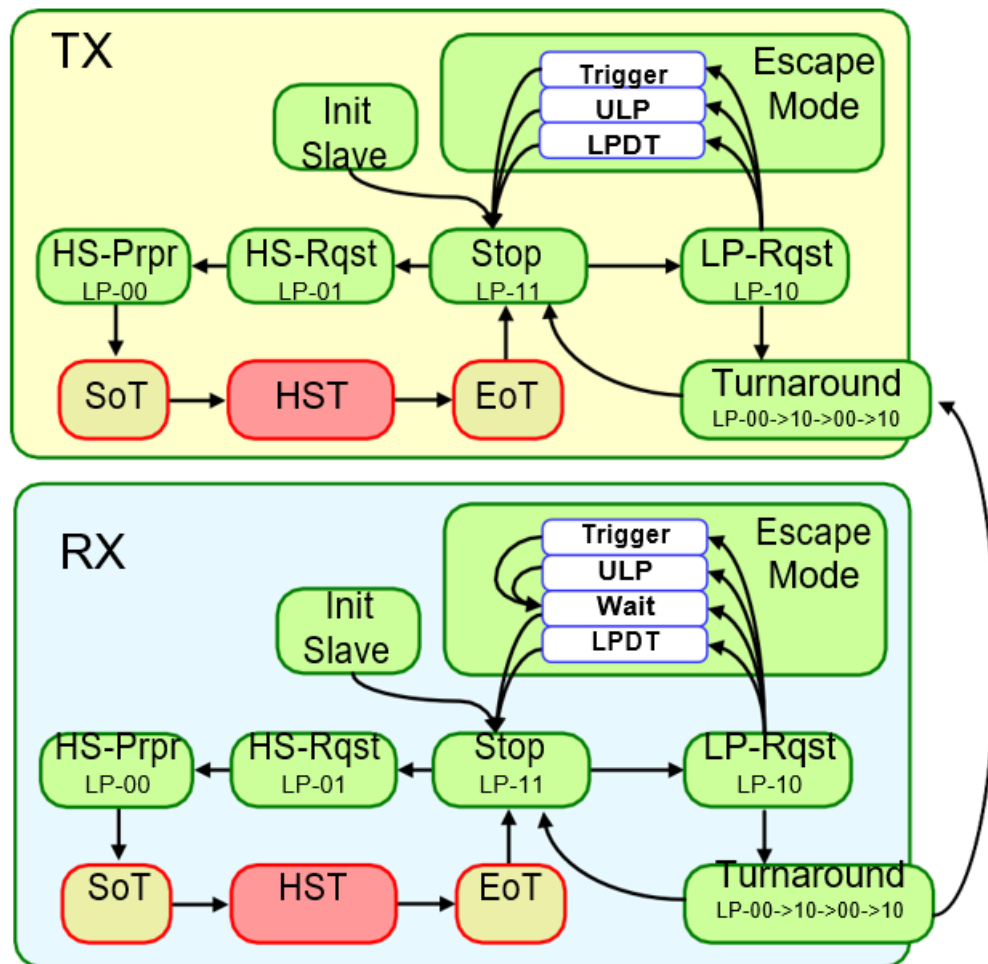 TX
Escape
Mode
Trigger
ULP
LPDT
Init
Slave
HS-Prpr
LP-00
HS-Rqst
LP-01
Stop
LP-11
LP-Rqst
LP-10
SoT
HST
EoT
Turnaround
LP-00->10->00->10
RX
Escape
Mode
Trigger
ULP
Wait
LPDT
Init
Slave
HS-Prpr
LP-00
HS-Rqst
LP-01
Stop
LP-11
LP-Rqst
LP-10
SoT
HST
EoT
Turnaround
LP-00->10->00->10